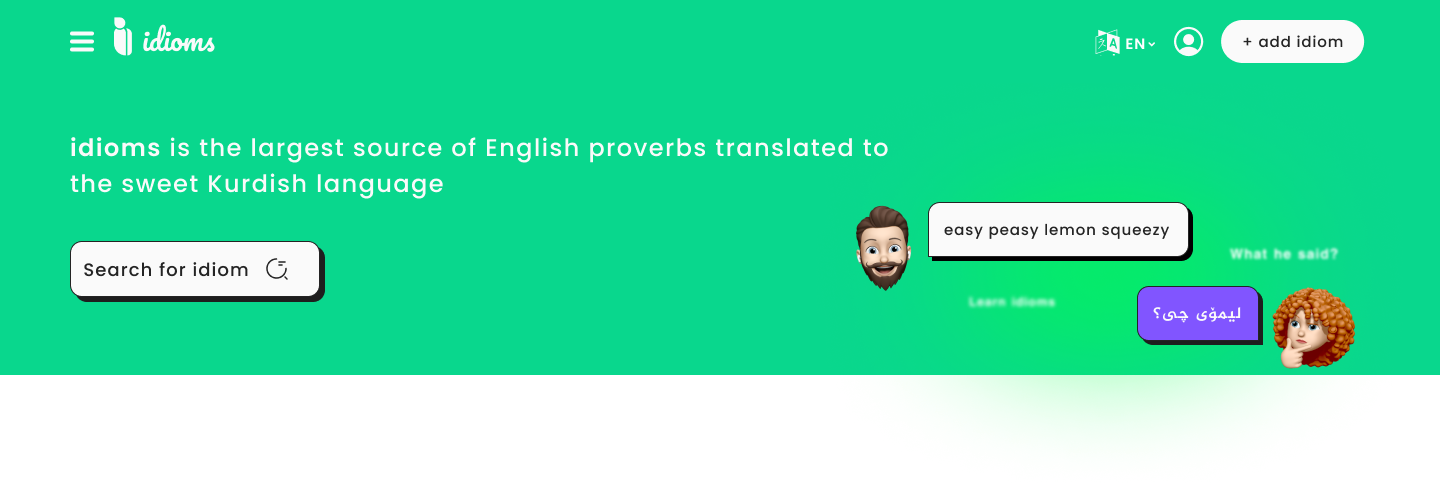 idioms
EN
+ add idiom
idioms is the largest source of English proverbs translated to
the sweet Kurdish language
Search for idiom
easy peasy lemon squeezy
What he said?
Learn idioms
لیمۆی چی؟